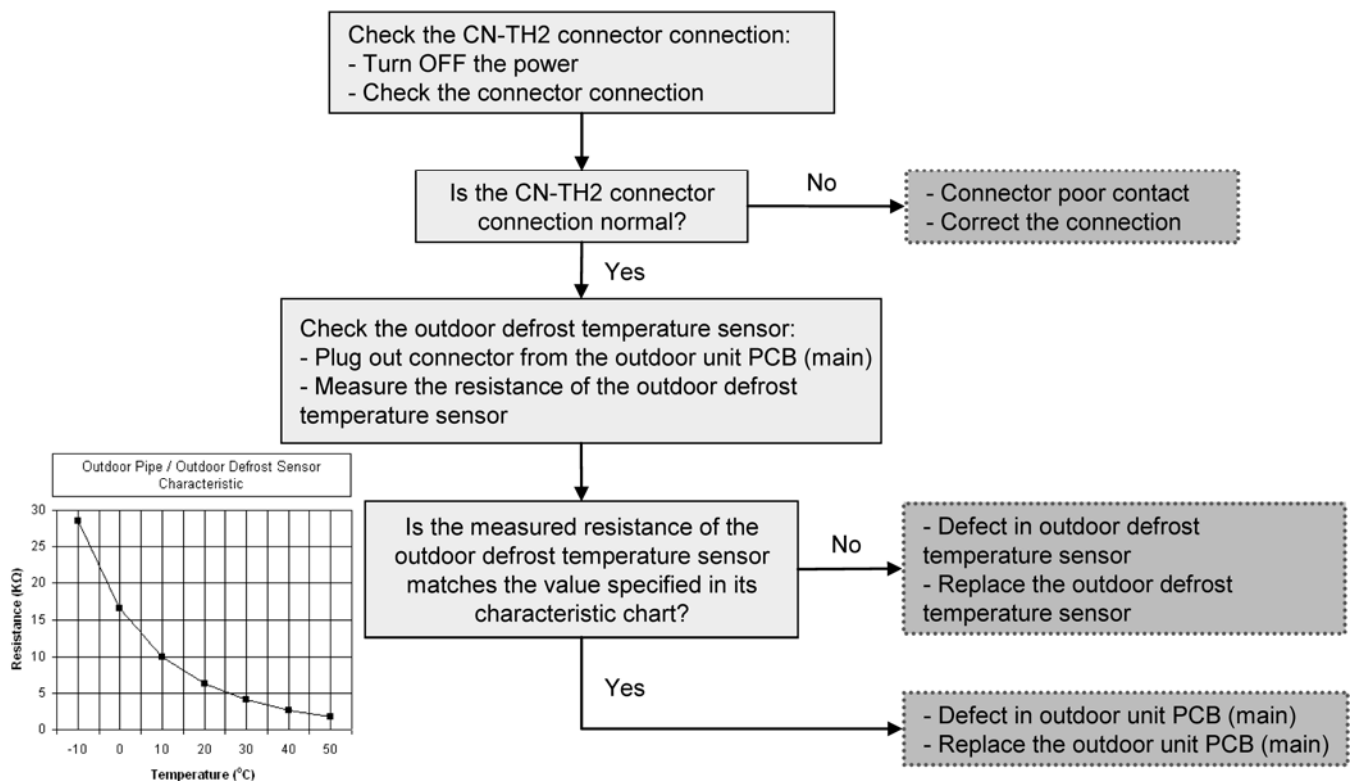 Check the CN-TH2 connector connection:
- Turn OFF the power
- Check the connector connection
Is the CN-TH2 connector
connection normal?
No
- Connector poor contact
- Correct the connection
Yes
Check the outdoor defrost temperature sensor:
- Plug out connector from the outdoor unit PCB (main)
- Measure the resistance of the outdoor defrost
temperature sensor
Outdoor Pipe / Outdoor Defrost Sensor
Characteristic
Resistance (KΩ)
30
25
20
15
10
5
0
-10 0 10 20 30 40 50
Temperature (⁰C)
Is the measured resistance of the
outdoor defrost temperature sensor
matches the value specified in its
characteristic chart?
No
- Defect in outdoor defrost
temperature sensor
- Replace the outdoor defrost
temperature sensor
Yes
- Defect in outdoor unit PCB (main)
- Replace the outdoor unit PCB (main)